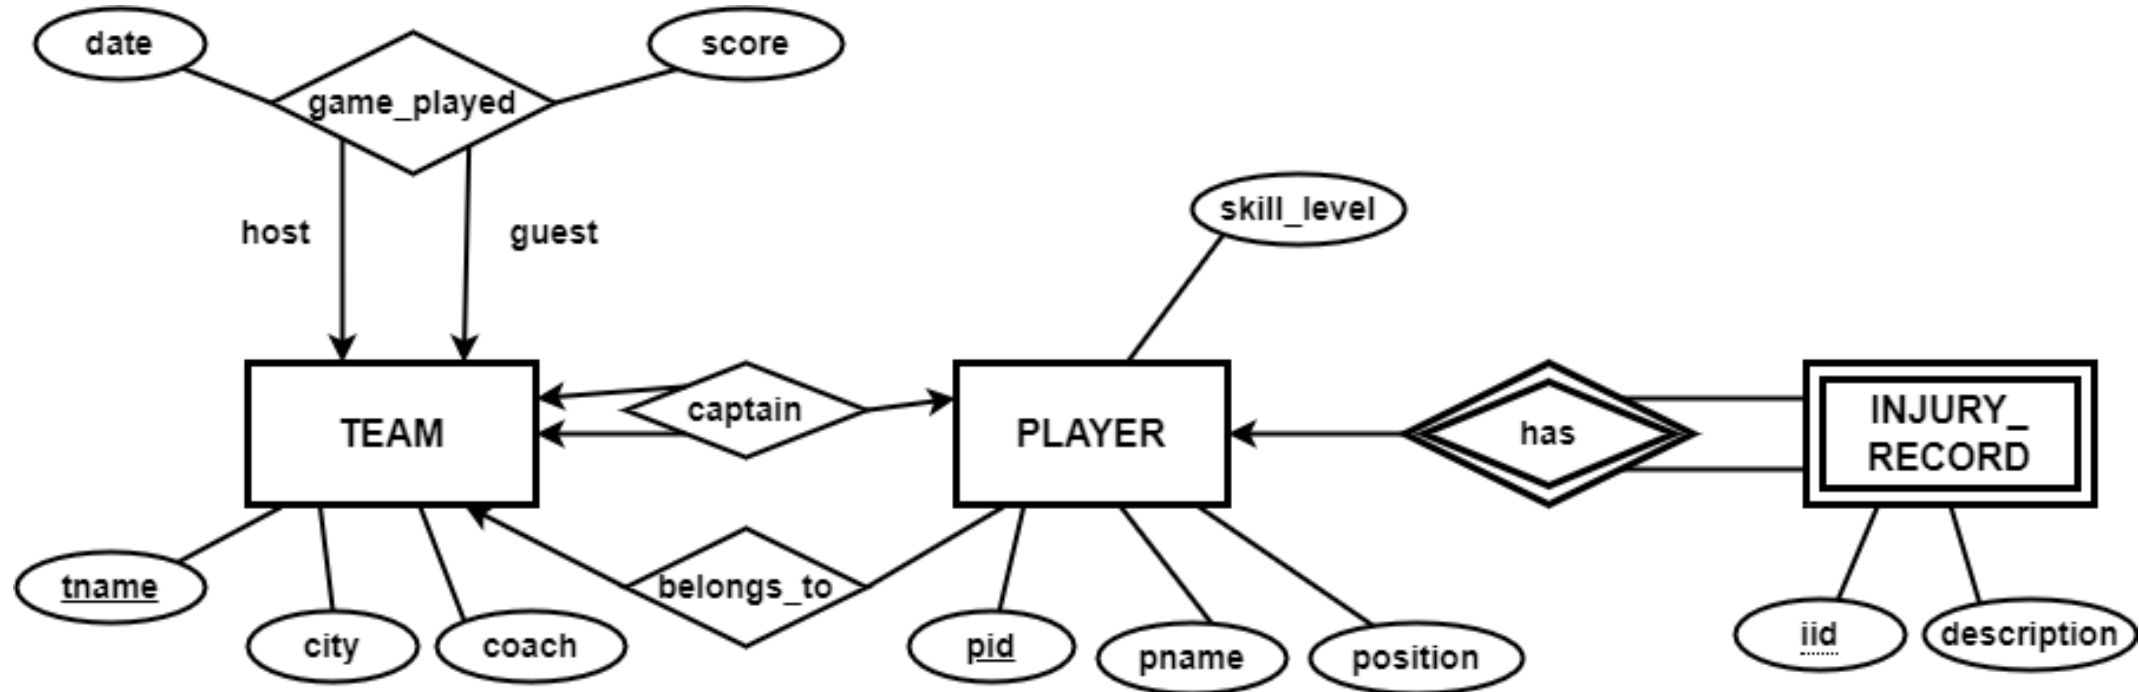 date
score
game_played
skill_level
host
guest
TEAM
captain
PLAYER
has
INJURY_
RECORD
tname
belongs_to
city
coach
pid
pname
position
iid
description